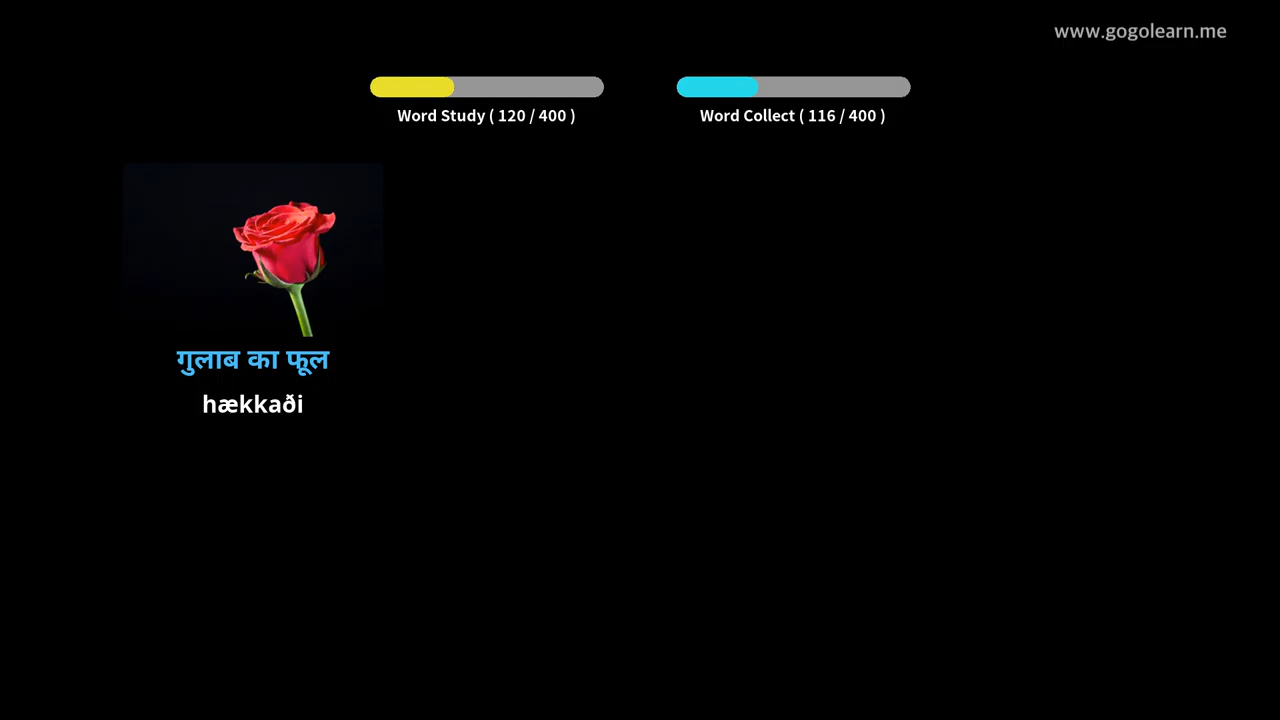 www.gogolearn.me
Word Study ( 120 / 400 )
Word Collect ( 116 / 400 )
गुलाब का फूल
hækkaði